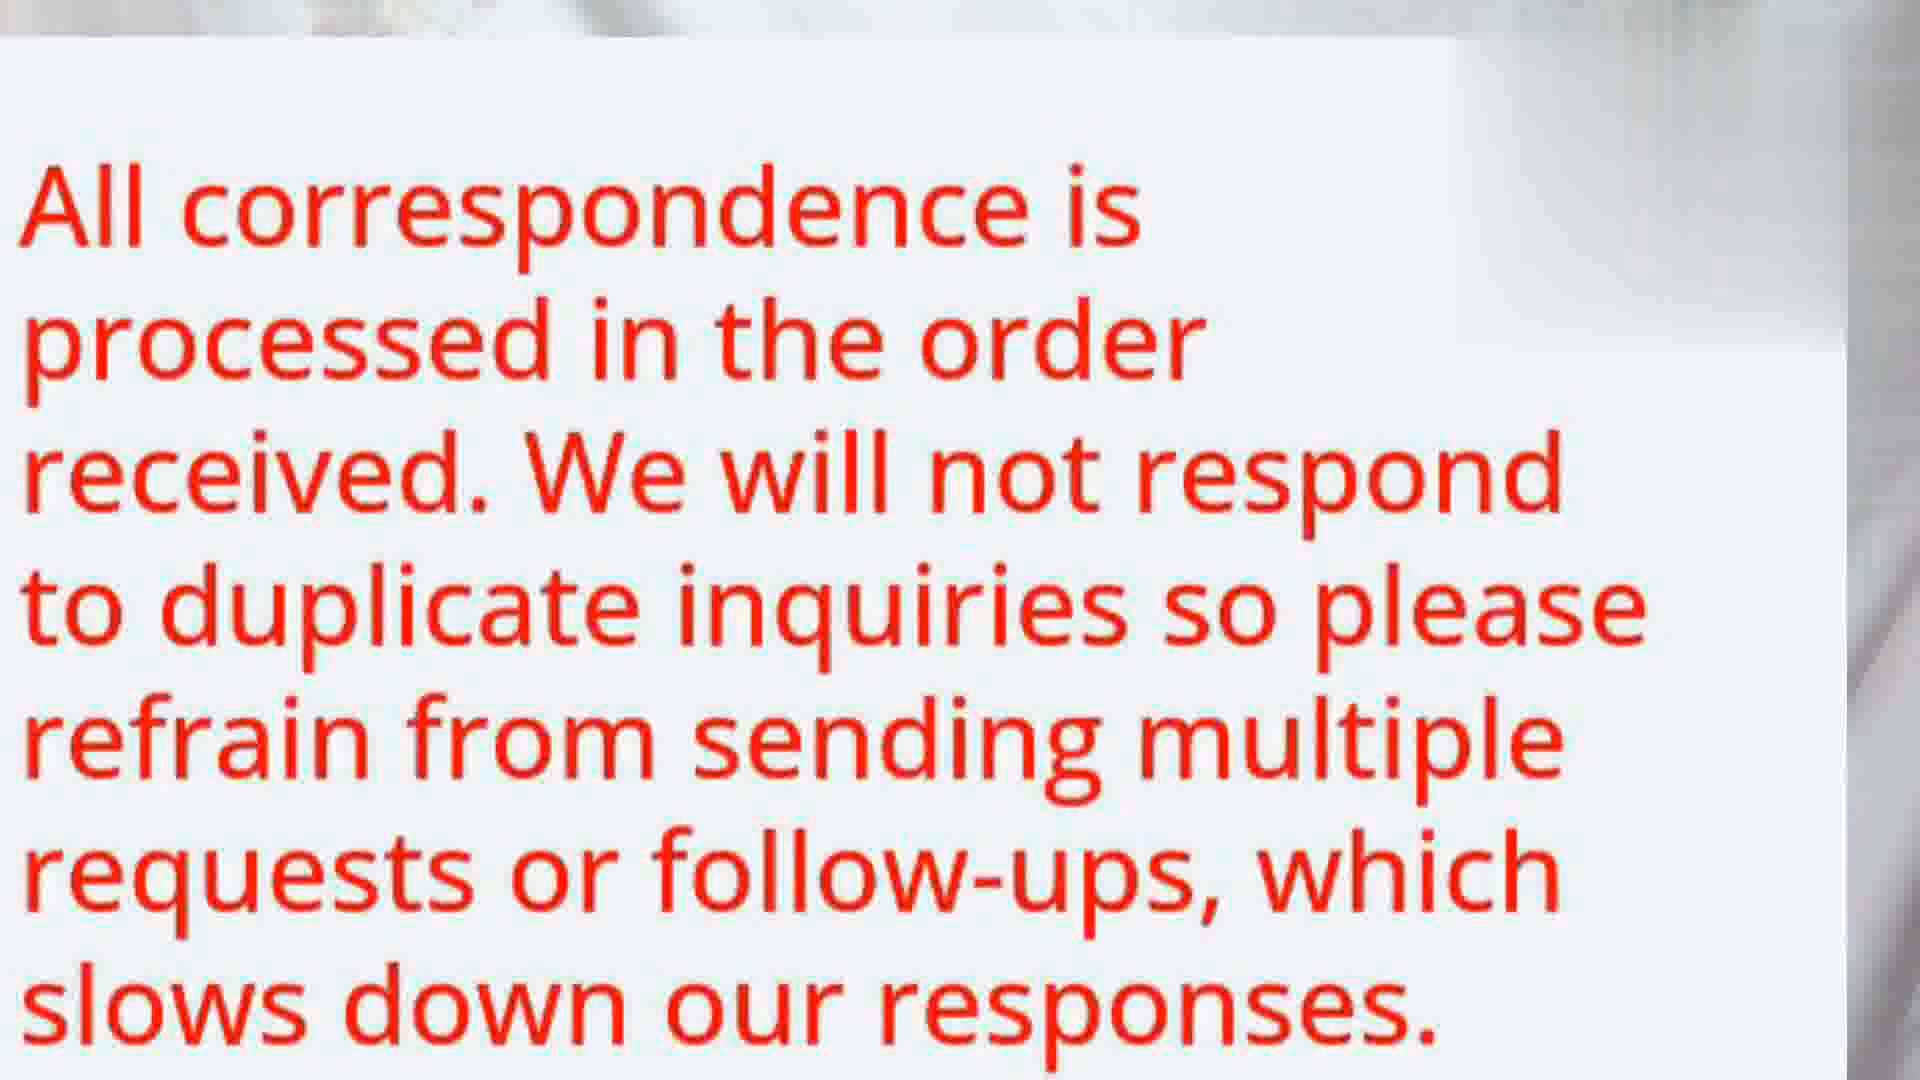 All correspondence is
processed in the order
received. We will not respond
to duplicate inquiries so please
refrain from sending multiple
requests or follow-ups, which
slows down our responses.